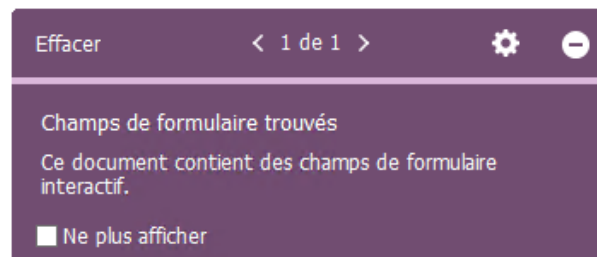 Effacer < 1 de 1 >
Champs de formulaire trouvés
Ce document contient des champs de formulaire
interactif.
Ne plus afficher